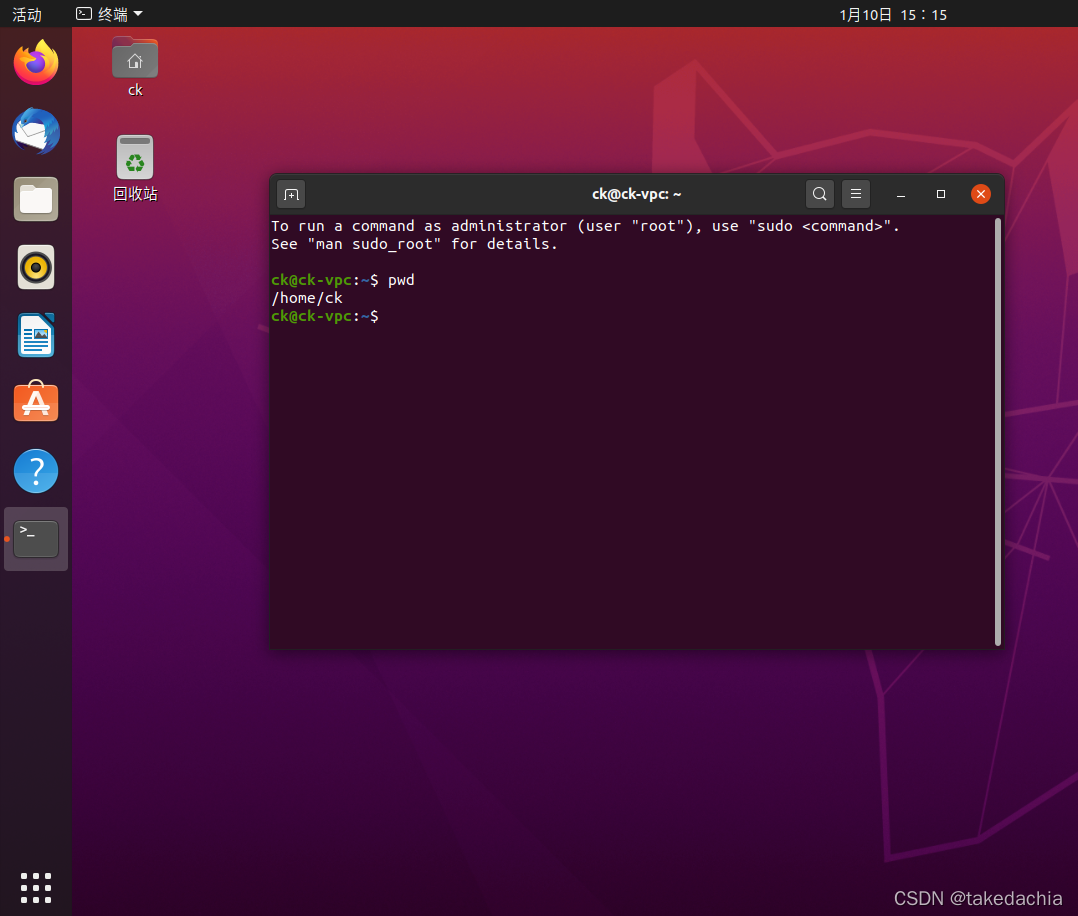 活动 终端 1月10日 15：15
ck
回收站
ck@ck-vpc: ~
To run a command as administrator (user "root"), use "sudo <command>".
See "man sudo_root" for details.
ck@ck-vpc:~$ pwd
/home/ck
ck@ck-vpc:~$
CSDN @takedachia